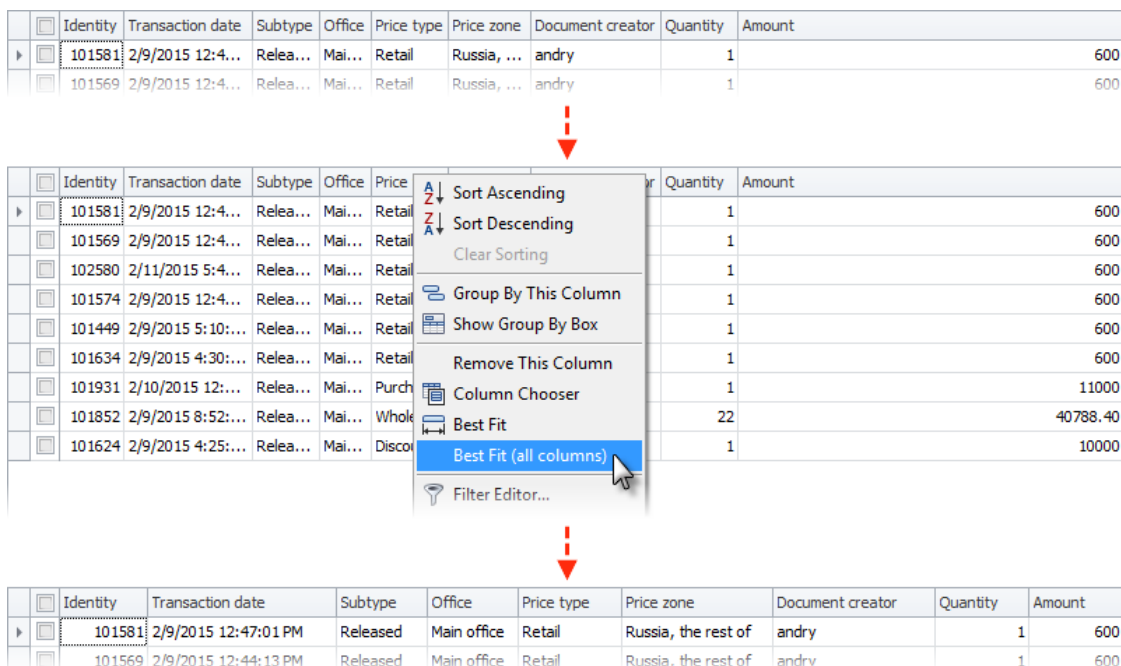 Identity Transaction date Subtype Office Price type Price zone Document creator Quantity Amount
101581 2/9/2015 12:4... Relea... Mai... Retail Russia, ... andry 1 600
101569 2/9/2015 12:4... Relea... Mai... Retail Russia, ... andry 1 600
Identity Transaction date Subtype Office Price r Quantity Amount
101581 2/9/2015 12:4... Relea... Mai... Retail 1 600
101569 2/9/2015 12:4... Relea... Mai... Retail 1 600
102580 2/11/2015 5:4... Relea... Mai... Retail 1 600
101574 2/9/2015 12:4... Relea... Mai... Retail 1 600
101449 2/9/2015 5:10:... Relea... Mai... Retail 1 600
101634 2/9/2015 4:30:... Relea... Mai... Retail 1 600
101931 2/10/2015 12:... Relea... Mai... Purch 1 11000
101852 2/9/2015 8:52:... Relea... Mai... Whole 22 40788.40
101624 2/9/2015 4:25:... Relea... Mai... Discou 1 10000
Sort Ascending
Sort Descending
Clear Sorting
Group By This Column
Show Group By Box
Remove This Column
Column Chooser
Best Fit
Best Fit (all columns)
Filter Editor...
Identity Transaction date Subtype Office Price type Price zone Document creator Quantity Amount
101581 2/9/2015 12:47:01 PM Released Main office Retail Russia, the rest of andry 1 600
101569 2/9/2015 12:44:13 PM Released Main office Retail Russia, the rest of andry 1 600